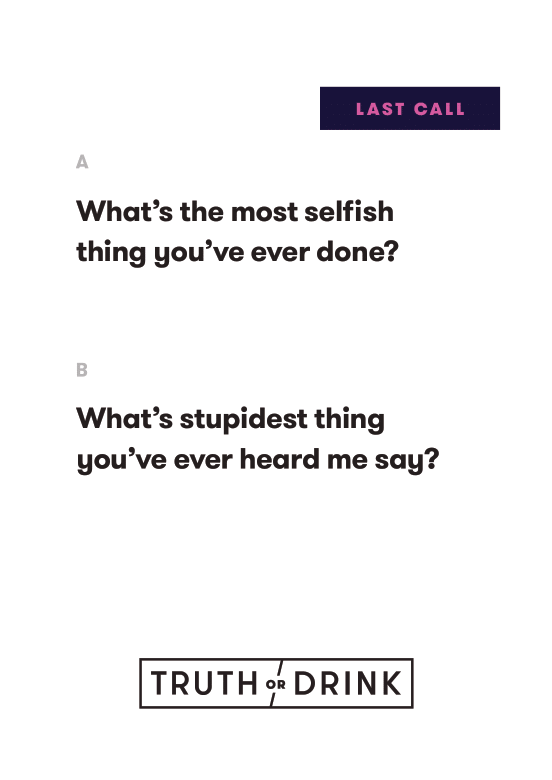 LAST CALL
A
What’s the most selfish
thing you’ve ever done?
B
What’s stupidest thing
you’ve ever heard me say?
TRUTH OR DRINK